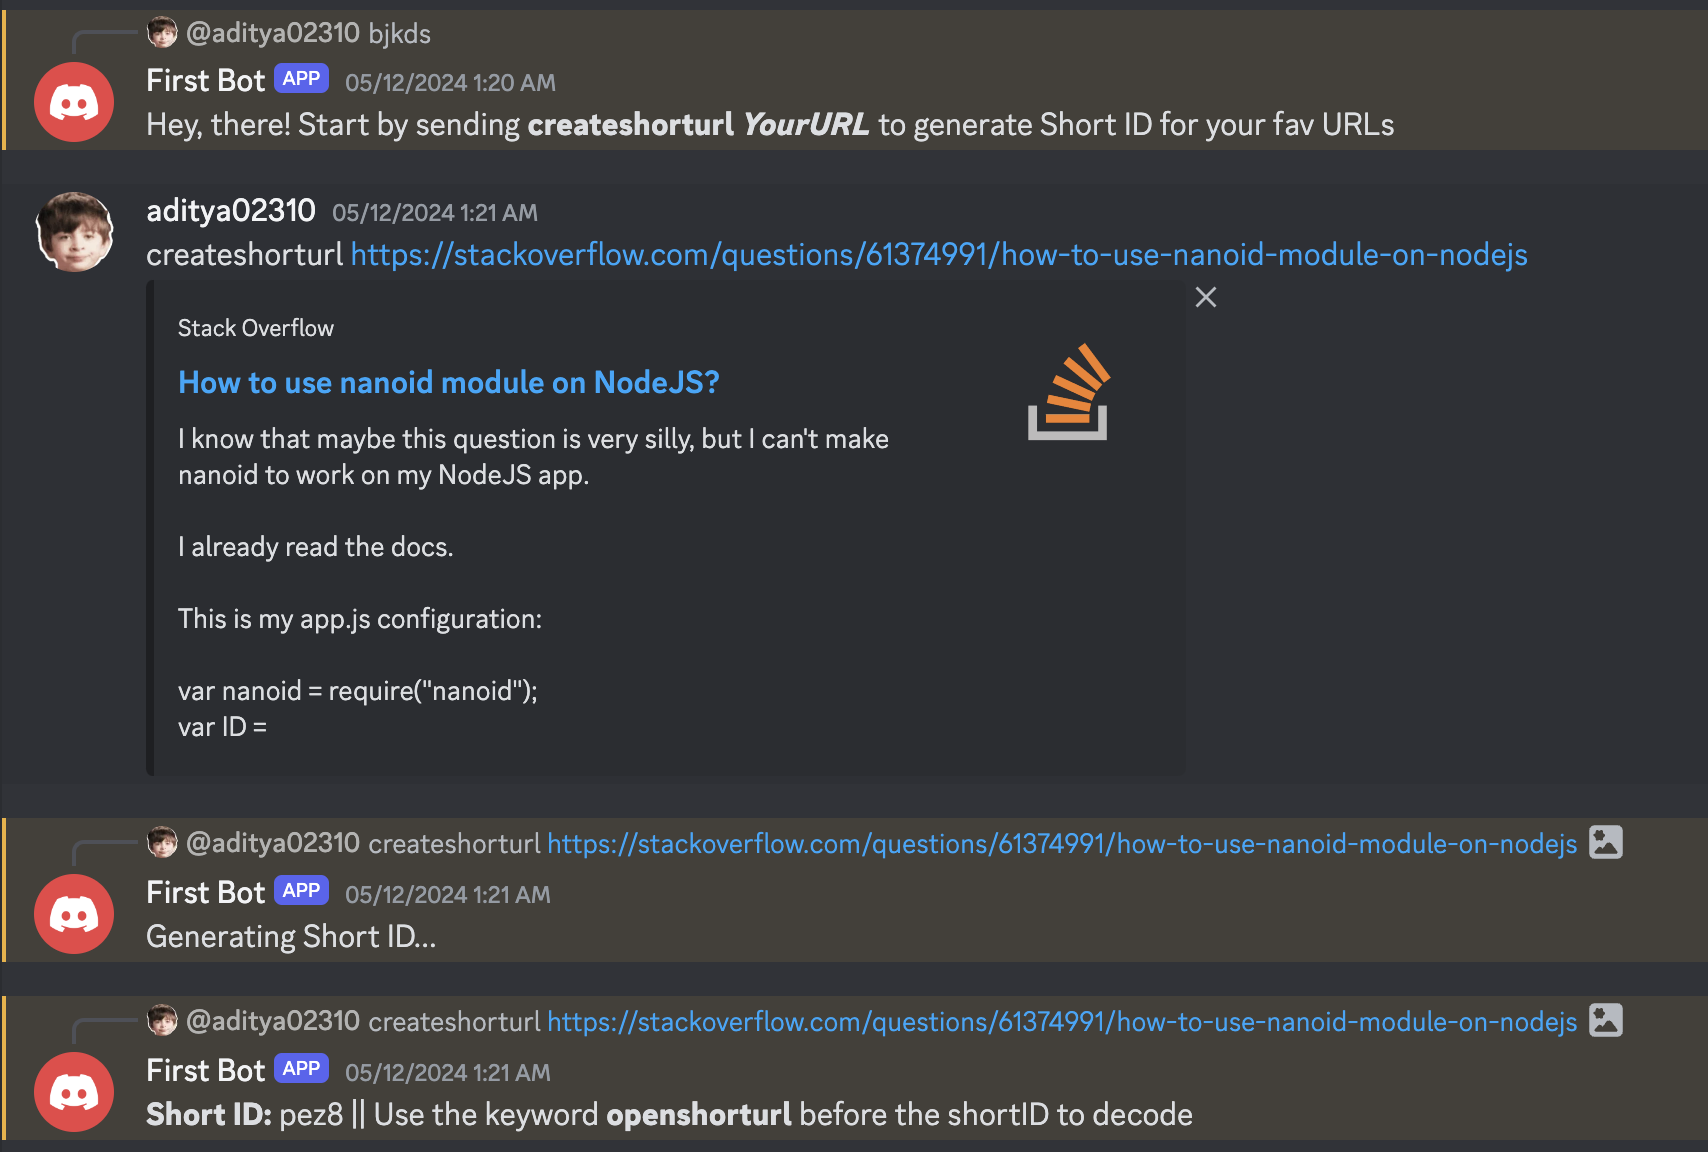 @aditya02310 bjkds
First Bot APP 05/12/2024 1:20 AM
Hey, there! Start by sending createshorturl YourURL to generate Short ID for your fav URLs
aditya02310 05/12/2024 1:21 AM
createshorturl https://stackoverflow.com/questions/61374991/how-to-use-nanoid-module-on-nodejs
Stack Overflow
How to use nanoid module on NodeJS?
I know that maybe this question is very silly, but I can't make
nanoid to work on my NodeJS app.
I already read the docs.
This is my app.js configuration:
var nanoid = require("nanoid");
var ID =
@aditya02310 createshorturl https://stackoverflow.com/questions/61374991/how-to-use-nanoid-module-on-nodejs
First Bot APP 05/12/2024 1:21 AM
Generating Short ID...
@aditya02310 createshorturl https://stackoverflow.com/questions/61374991/how-to-use-nanoid-module-on-nodejs
First Bot APP 05/12/2024 1:21 AM
Short ID: pez8 || Use the keyword openshorturl before the shortID to decode